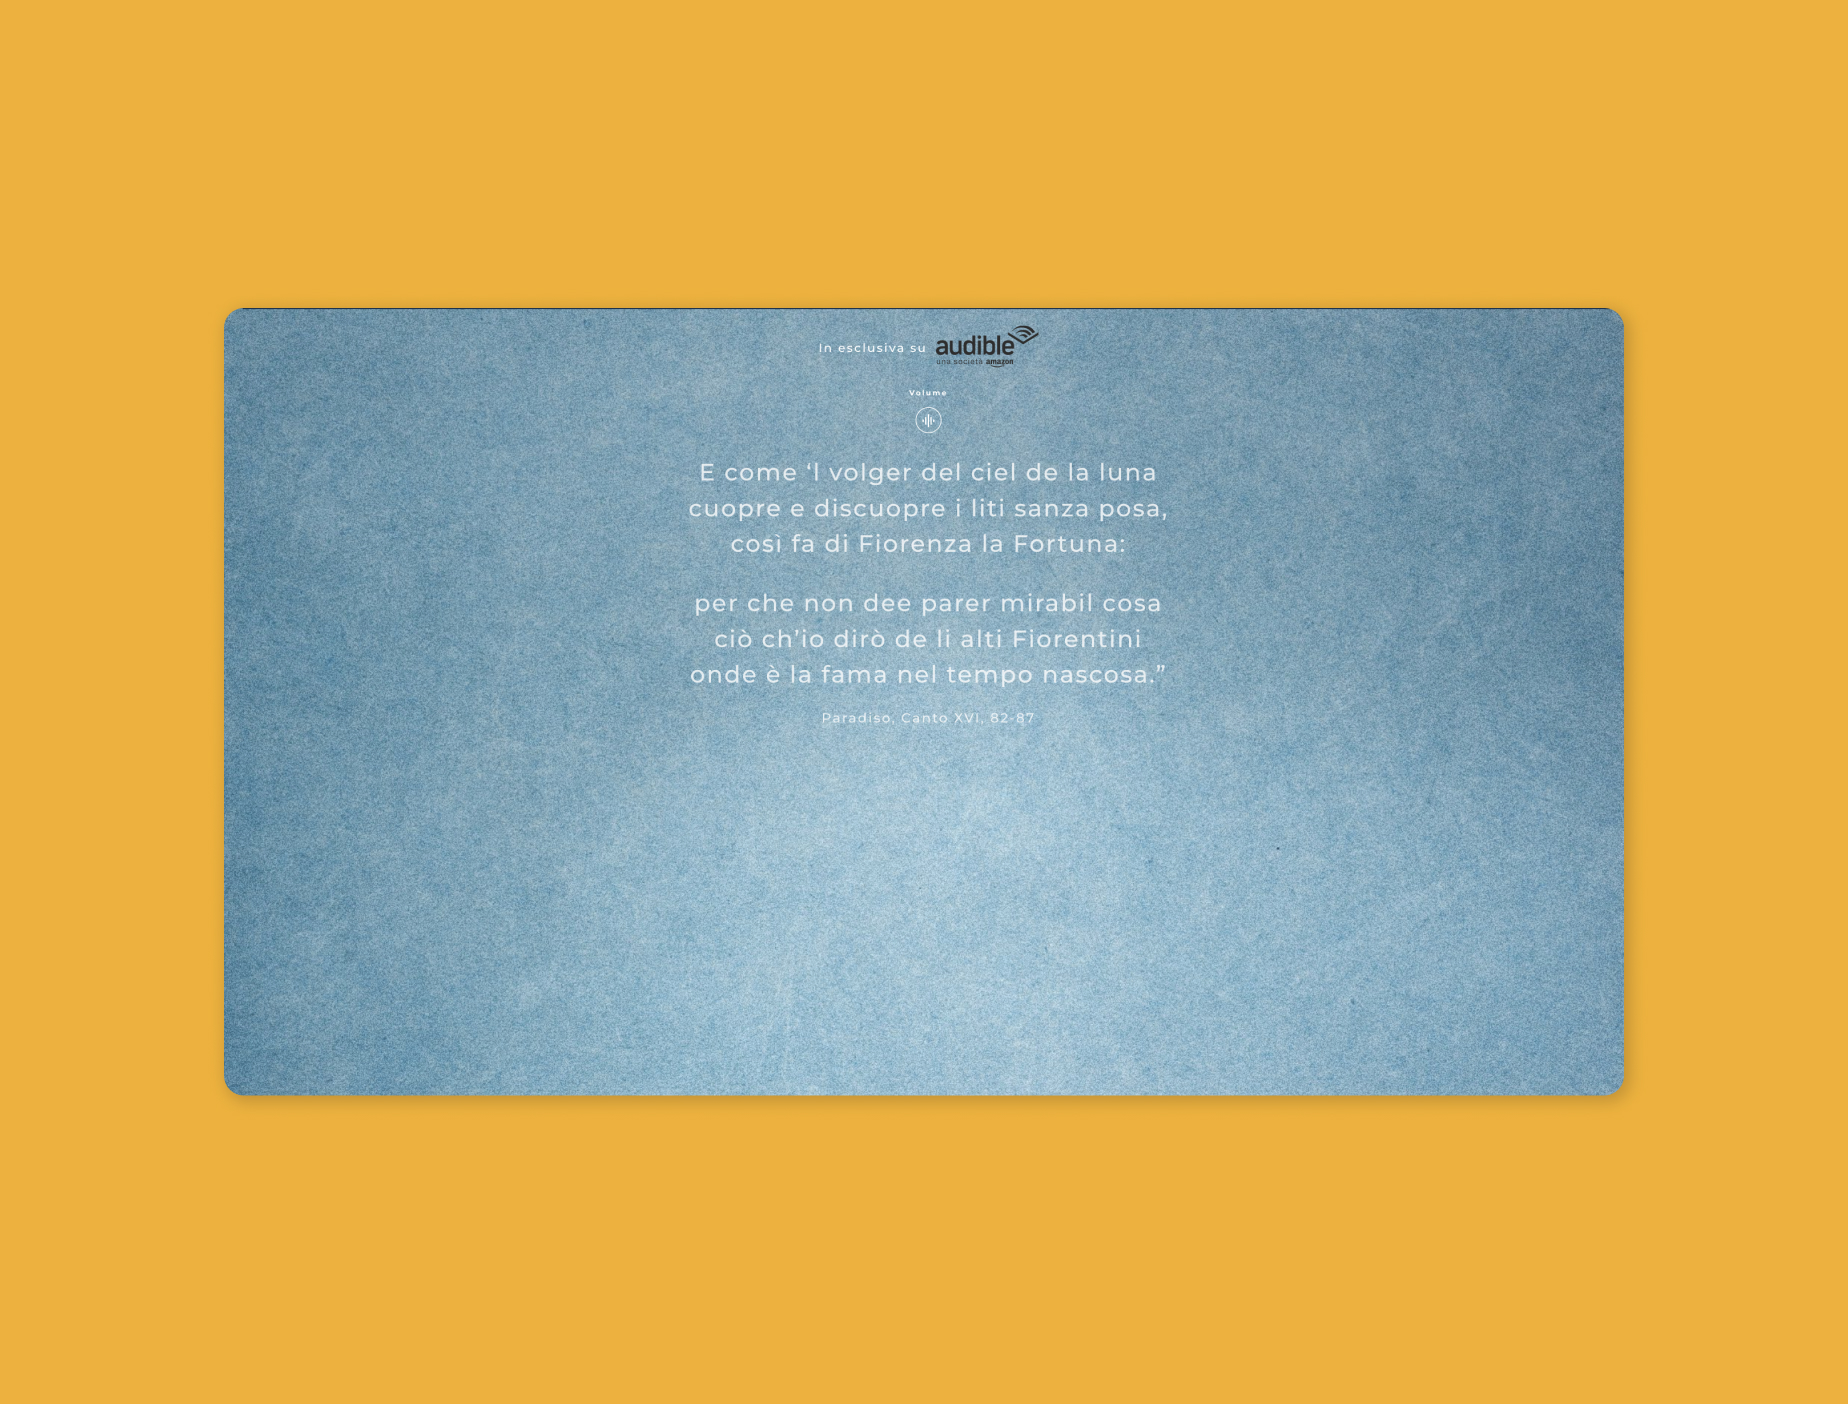 In esclusiva su audible
una società amazon
Volume
E come ‘l volger del ciel de la luna
cuopre e discuopre i liti sanza posa,
così fa di Fiorenza la Fortuna:
per che non dee parer mirabil cosa
ciò ch’io dirò de li alti Fiorentini
onde è la fama nel tempo nascosa.”
Paradiso, Canto XVI, 82-87